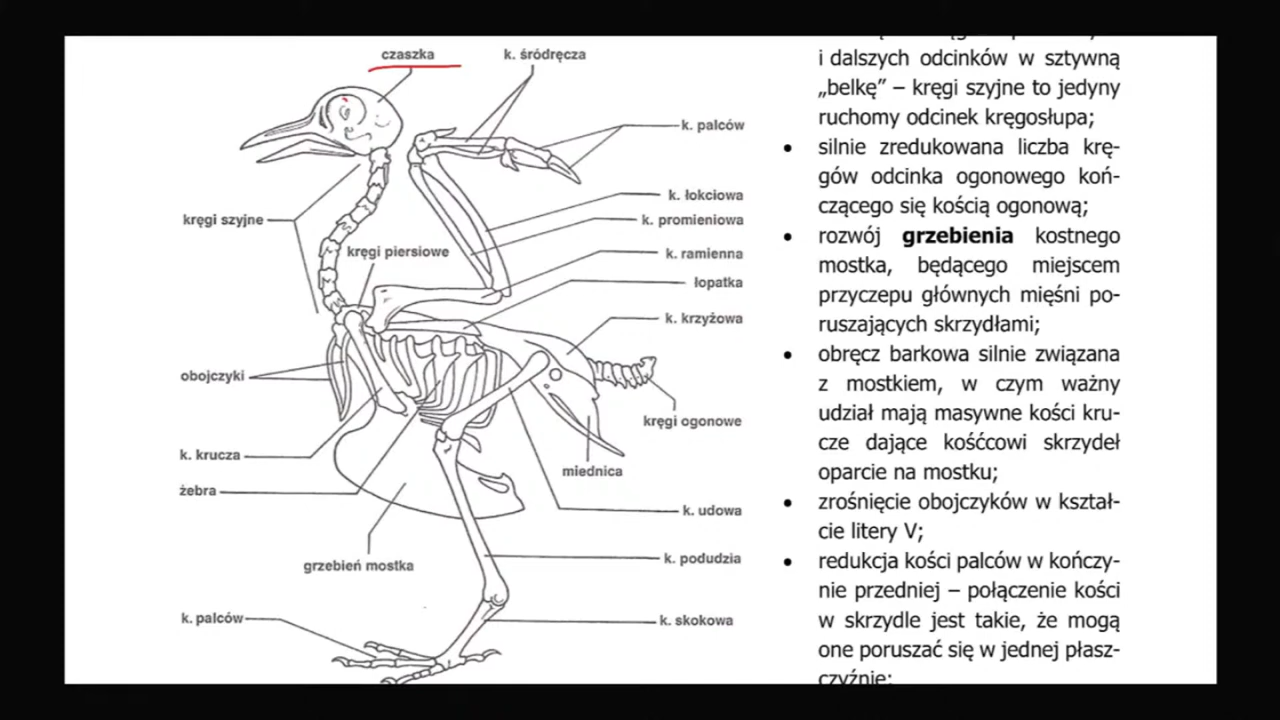 czaszka
k. śródręcza
k. palców
k. łokciowa
kręgi szyjne
k. promieniowa
kręgi piersiowe
k. ramienna
łopatka
k. krzyżowa
obojczyki
kręgi ogonowe
k. krucza
miednica
żebra
k. udowa
grzebień mostka
k. podudzia
k. palców
k. skokowa
i dalszych odcinków w sztywną
„belkę” – kręgi szyjne to jedyny
ruchomy odcinek kręgosłupa;
• silnie zredukowana liczba krę-
gów odcinka ogonowego koń-
czącego się kością ogonową;
• rozwój grzebienia kostnego
mostka, będącego miejscem
przyczepu głównych mięśni po-
ruszających skrzydłami;
• obręcz barkowa silnie związana
z mostkiem, w czym ważny
udział mają masywne kości kru-
cze dające kośćcowi skrzydeł
oparcie na mostku;
• zrośnięcie obojczyków w kształ-
cie litery V;
• redukcja kości palców w kończy-
nie przedniej – połączenie kości
w skrzydle jest takie, że mogą
one poruszać się w jednej płasz-
czyźnie;